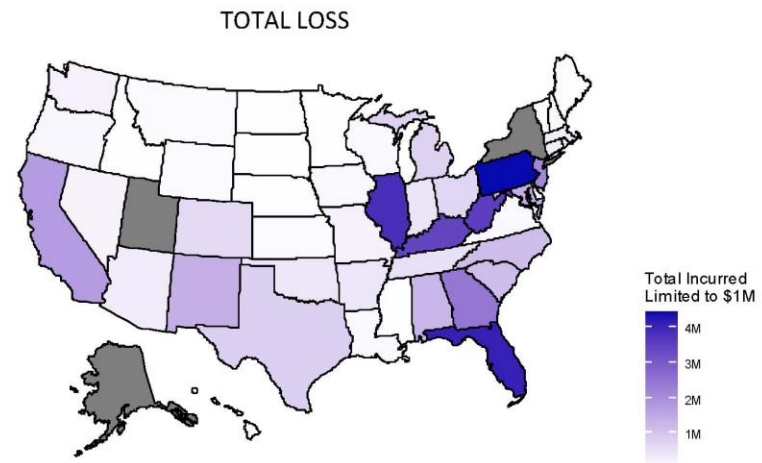 TOTAL LOSS
Total Incurred
Limited to $1M
4M
3M
2M
1M